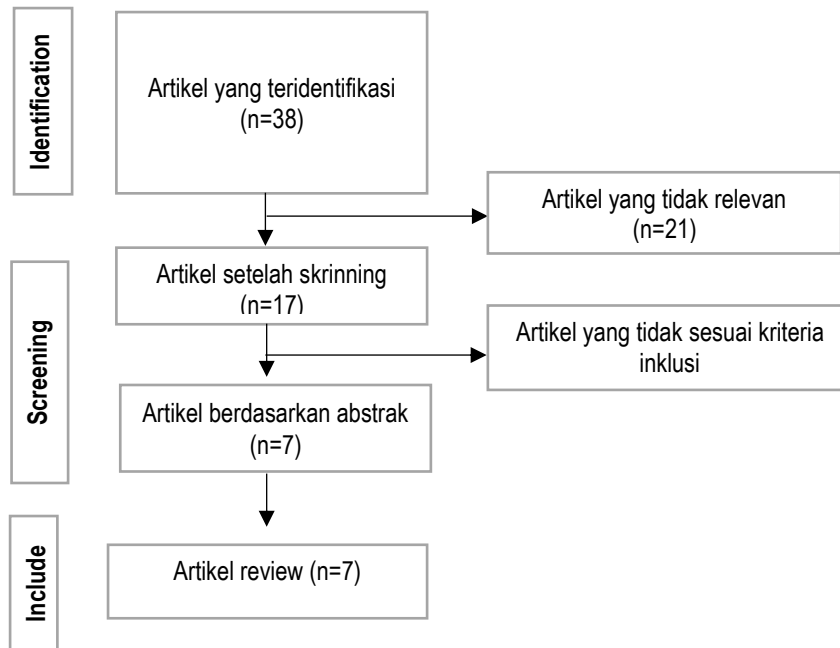 Identification
Artikel yang teridentifikasi
(n=38)
Artikel yang tidak relevan
(n=21)
Screening
Artikel setelah skrinning
(n=17)
Artikel yang tidak sesuai kriteria
inklusi
Artikel berdasarkan abstrak
(n=7)
Include
Artikel review (n=7)